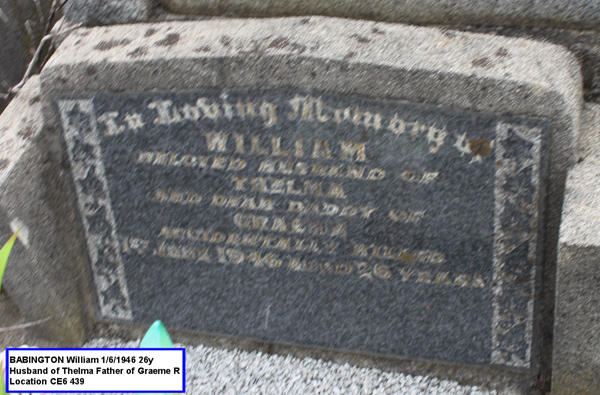 In Loving Memory of
WILLIAM
BELOVED HUSBAND OF
THELMA
AND DEAR DADDY OF
ACCIDENTALLY KILLED
1ST JUNE 1946 AGED 26 YEARS
BABINGTON William 1/6/1946 26y
Husband of Thelma Father of Graeme R
Location CE6 439